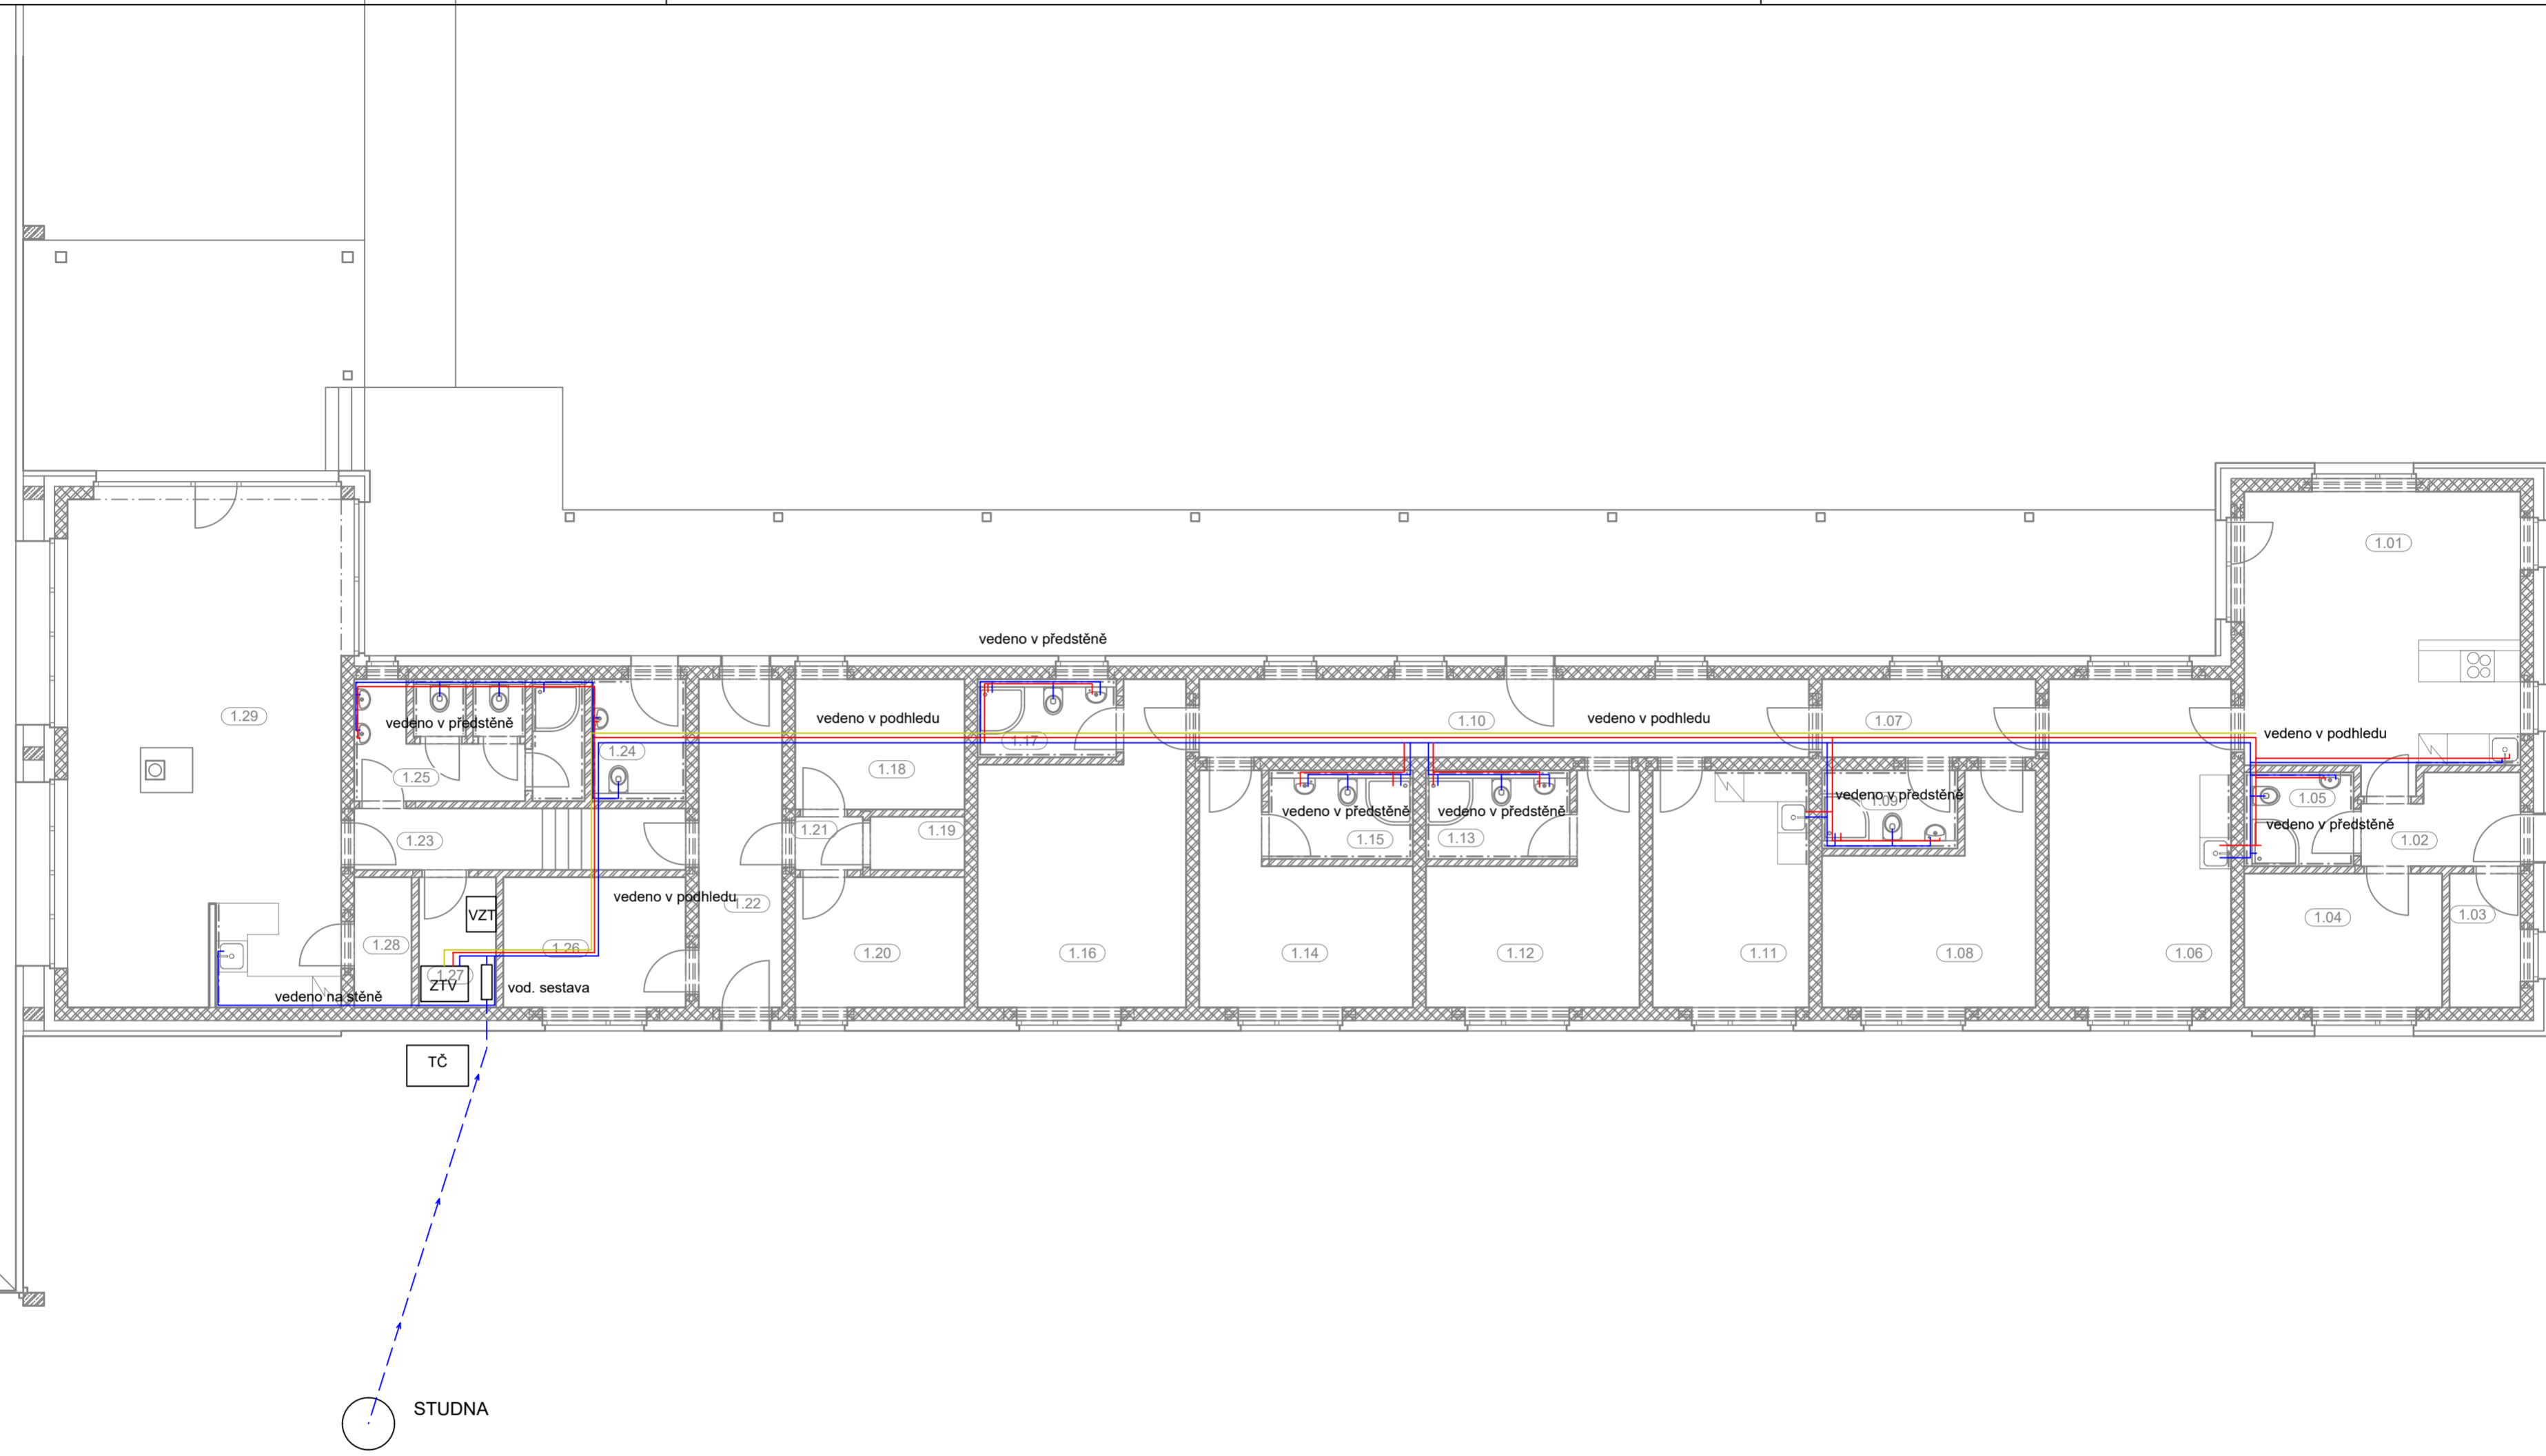 1.01
vedeno v předstěně
1.29
vedeno v předstěně
vedeno v podhledu
1.10
vedeno v podhledu
1.07
vedeno v podhledu
1.24
1.17
1.25
1.18
1.09
vedeno v předstěně
1.05
vedeno v předstěně
vedeno v předstěně
1.21
1.19
1.15
1.13
vedeno v předstěně
1.23
1.02
vedeno v podhledu
1.22
VZT
1.04
1.03
1.28
1.26
1.20
1.16
1.14
1.12
1.11
1.08
1.06
1.27
ZTV
vod. sestava
vedeno na stěně
TČ
STUDNA